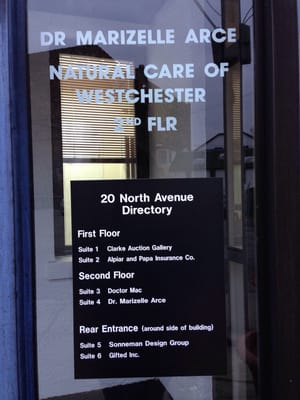 DR MARIZELLE ARCE
NATURAL CARE OF
WESTCHESTER
2ND FLR
20 North Avenue
Directory
First Floor
Suite 1 Clarke Auction Gallery
Suite 2 Alpiar and Papa Insurance Co.
Second Floor
Suite 3 Doctor Mac
Suite 4 Dr. Marizelle Arce
Rear Entrance (around side of building)
Suite 5 Sonneman Design Group
Suite 6 Gifted Inc.